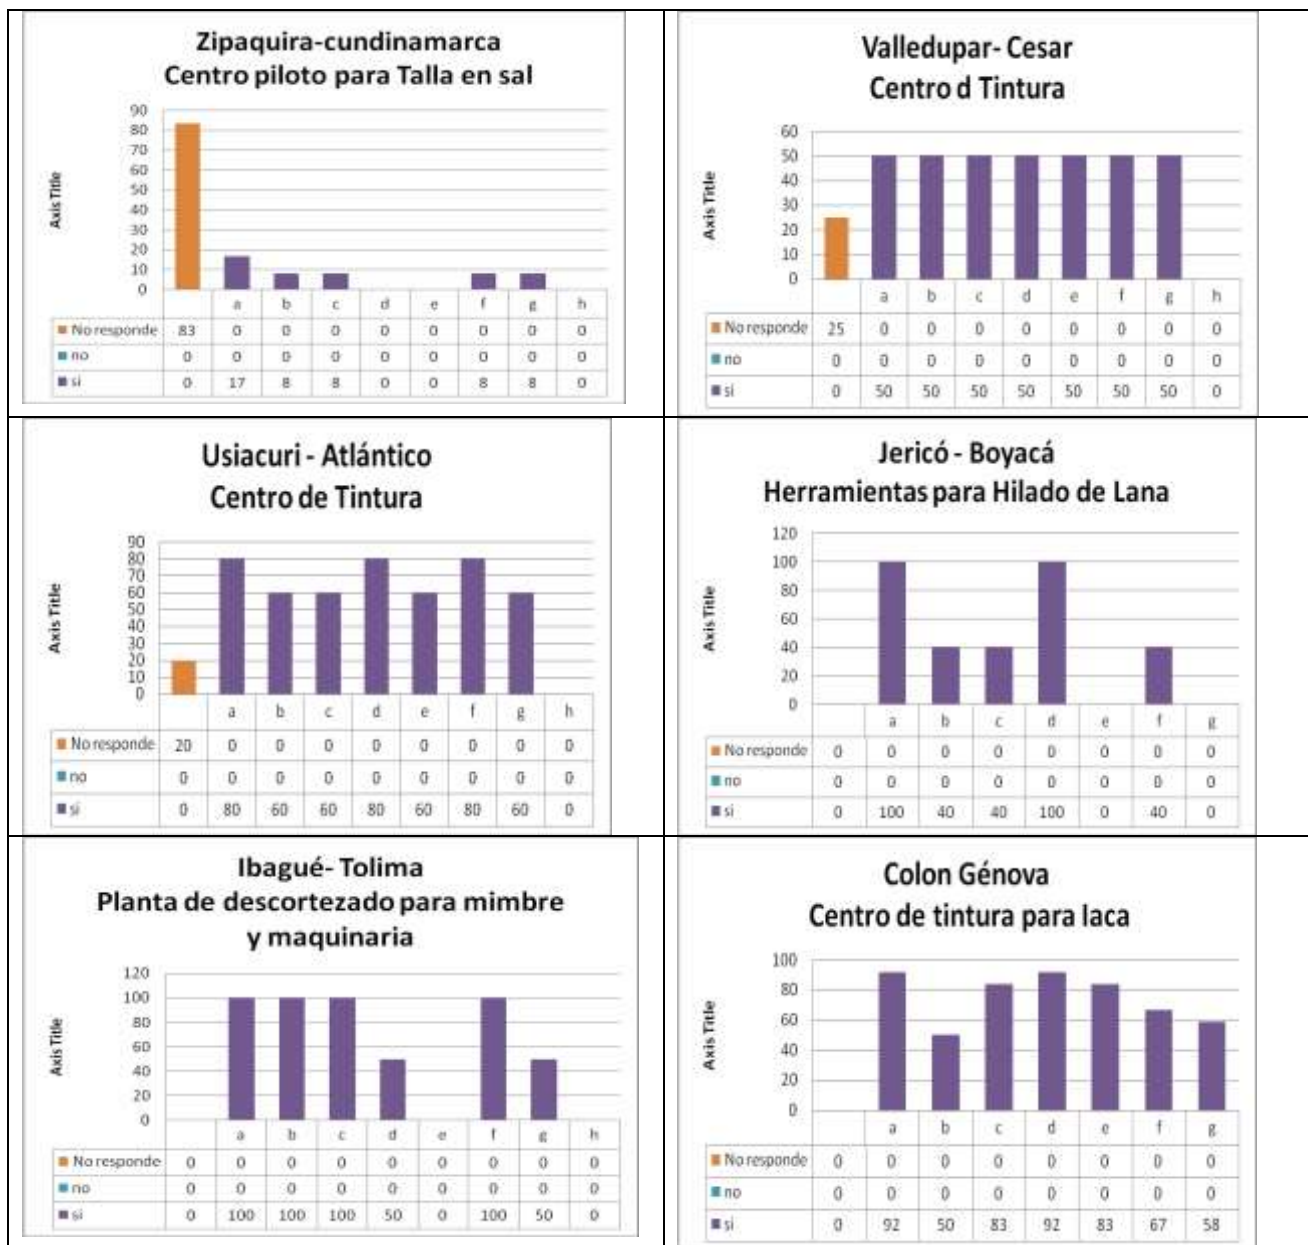 Zipaquira-cundinamarca
Centro piloto para Talla en sal
Axis Title
90
80
70
60
50
40
30
20
10
0
a b c d e f g h
No responde 83 0 0 0 0 0 0 0 0
no 0 0 0 0 0 0 0 0 0
si 0 17 8 8 0 0 8 8 0
Valledupar- Cesar
Centro d Tintura
Axis Title
60
50
40
30
20
10
0
a b c d e f g h
No responde 25 0 0 0 0 0 0 0 0
no 0 0 0 0 0 0 0 0 0
si 0 50 50 50 50 50 50 50 0
Usiacuri - Atlántico
Centro de Tintura
Axis Title
90
80
70
60
50
40
30
20
10
0
a b c d e f g h
No responde 20 0 0 0 0 0 0 0 0
no 0 0 0 0 0 0 0 0 0
si 0 80 60 60 80 60 80 60 0
Jericó - Boyacá
Herramientas para Hilado de Lana
Axis Title
120
100
80
60
40
20
0
a b c d e f g
No responde 0 0 0 0 0 0 0 0
no 0 0 0 0 0 0 0 0
si 0 100 40 40 100 0 40 0
Ibagué- Tolima
Planta de descortezado para mimbre
y maquinaria
Axis Title
120
100
80
60
40
20
0
a b c d e f g h
No responde 0 0 0 0 0 0 0 0 0
no 0 0 0 0 0 0 0 0 0
si 0 100 100 100 50 0 100 50 0
Colon Génova
Centro de tintura para laca
Axis Title
100
80
60
40
20
0
a b c d e f g
No responde 0 0 0 0 0 0 0 0
no 0 0 0 0 0 0 0 0
si 0 92 50 83 92 83 67 58